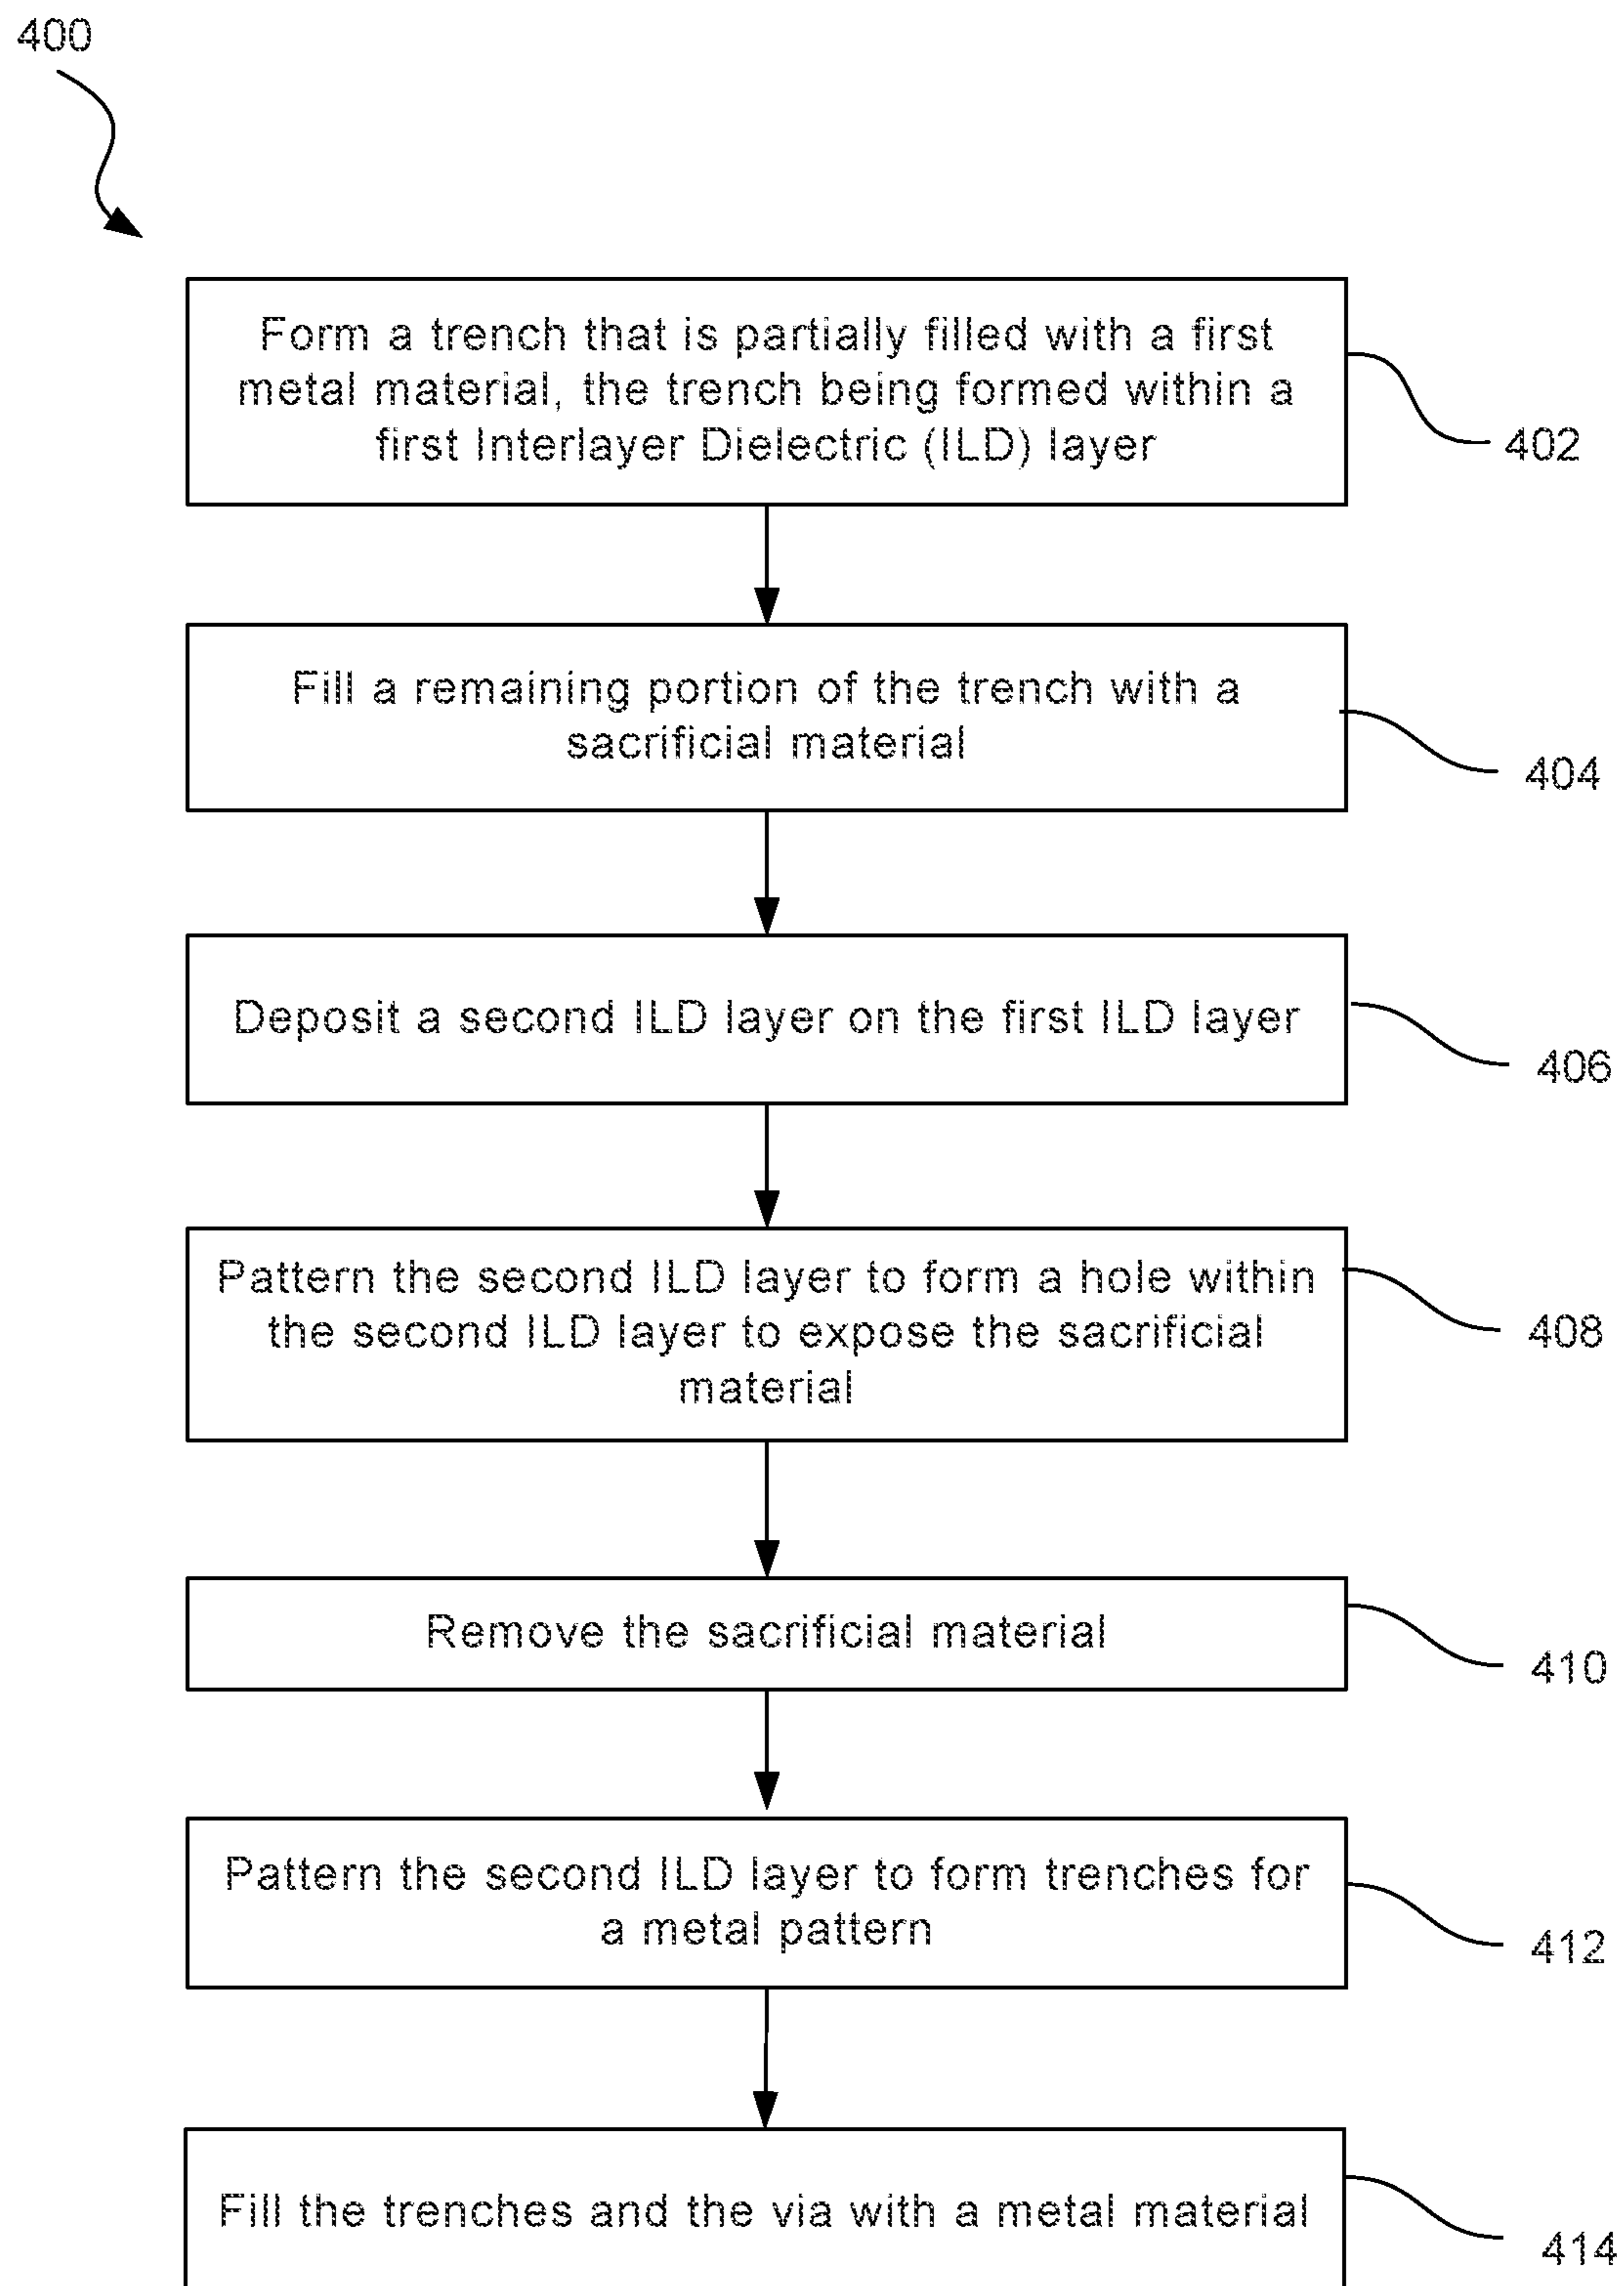 400
Form a trench that is partially filled with a first
metal material, the trench being formed within a
first Interlayer Dielectric (ILD) layer
402
Fill a remaining portion of the trench with a
sacrificial material
404
Deposit a second ILD layer on the first ILD layer
406
Pattern the second ILD layer to form a hole within
the second ILD layer to expose the sacrificial
material
408
Remove the sacrificial material
410
Pattern the second ILD layer to form trenches for
a metal pattern
412
Fill the trenches and the via with a metal material
414